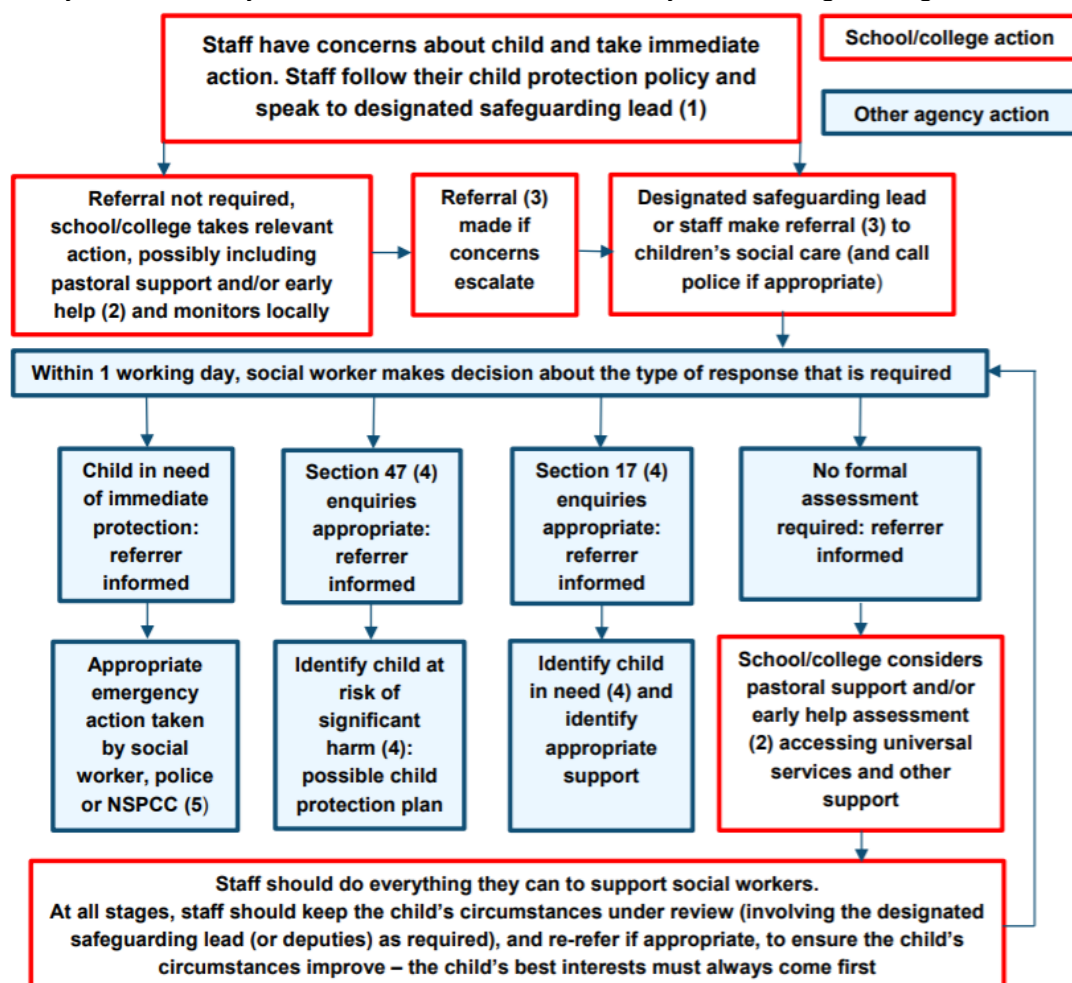 Staff have concerns about child and take immediate
action. Staff follow their child protection policy and
speak to designated safeguarding lead (1)
School/college action
Other agency action
Referral not required,
school/college takes relevant
action, possibly including
pastoral support and/or early
help (2) and monitors locally
Referral (3)
made if
concerns
escalate
Designated safeguarding lead
or staff make referral (3) to
children’s social care (and call
police if appropriate)
Within 1 working day, social worker makes decision about the type of response that is required
Child in need
of immediate
protection:
referrer
informed
Section 47 (4)
enquiries
appropriate:
referrer
informed
Section 17 (4)
enquiries
appropriate:
referrer
informed
No formal
assessment
required: referrer
informed
Appropriate
emergency
action taken
by social
worker, police
or NSPCC (5)
Identify child at
risk of
significant
harm (4):
possible child
protection plan
Identify child
in need (4) and
identify
appropriate
support
School/college considers
pastoral support and/or
early help assessment
(2) accessing universal
services and other
support
Staff should do everything they can to support social workers.
At all stages, staff should keep the child’s circumstances under review (involving the designated
safeguarding lead (or deputies) as required), and re-refer if appropriate, to ensure the child’s
circumstances improve – the child’s best interests must always come first